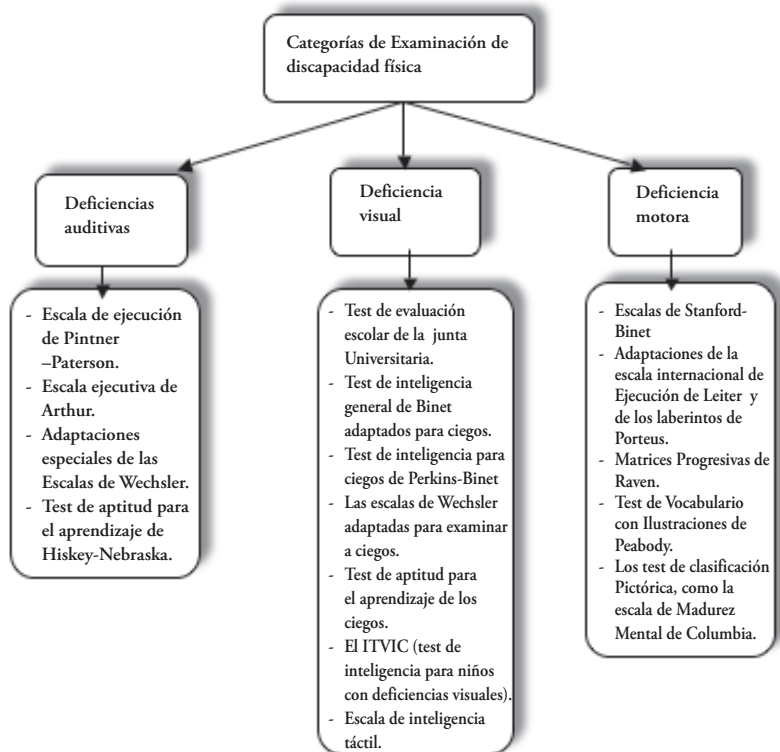 Categorías de Examinación de
discapacidad física
Deficiencias
auditivas
Deficiencia
visual
Deficiencia
motora
- Escala de ejecución
de Pintner
–Paterson.
- Escala ejecutiva de
Arthur.
- Adaptaciones
especiales de las
Escalas de Wechsler.
- Test de aptitud para
el aprendizaje de
Hiskey-Nebraska.
- Test de evaluación
escolar de la junta
Universitaria.
- Test de inteligencia
general de Binet
adaptados para ciegos.
- Test de inteligencia para
ciegos de Perkins-Binet
- Las escalas de Wechsler
adaptadas para examinar
a ciegos.
- Test de aptitud para
el aprendizaje de los
ciegos.
- El ITVIC (test de
inteligencia para niños
con deficiencias visuales).
- Escala de inteligencia
táctil.
- Escalas de Stanford-
Binet
- Adaptaciones de la
escala internacional de
Ejecución de Leiter y
de los laberintos de
Porteus.
- Matrices Progresivas de
Raven.
- Test de Vocabulario
con Ilustraciones de
Peabody.
- Los test de clasificación
Pictórica, como la
escala de Madurez
Mental de Columbia.